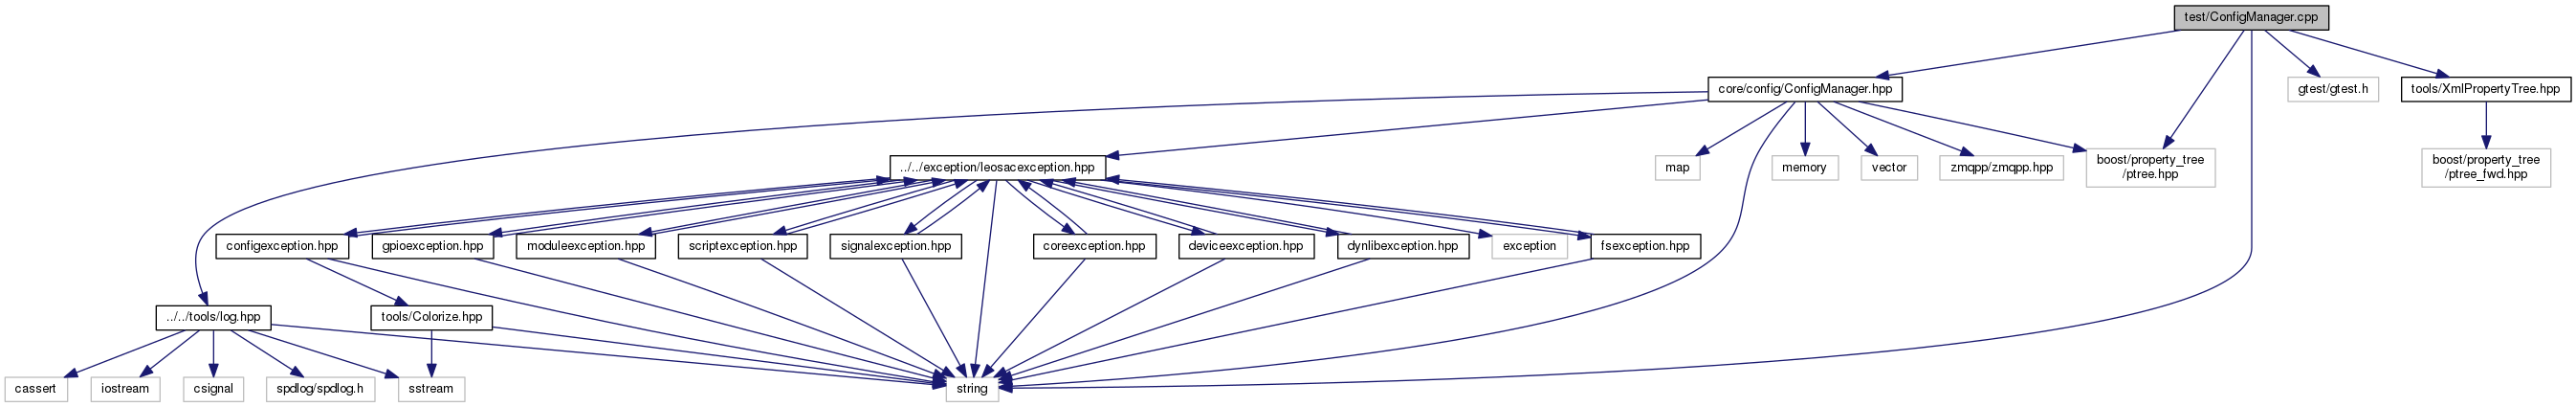 test/ConfigManager.cpp
core/config/ConfigManager.hpp
gtest/gtest.h
tools/XmlPropertyTree.hpp
../../exception/leosacexception.hpp
map
memory
vector
zmqpp/zmqpp.hpp
boost/property_tree
/ptree.hpp
boost/property_tree
/ptree_fwd.hpp
configexception.hpp
gpioexception.hpp
moduleexception.hpp
scriptexception.hpp
signalexception.hpp
coreexception.hpp
deviceexception.hpp
dynlibexception.hpp
exception
fsexception.hpp
../../tools/log.hpp
tools/Colorize.hpp
cassert
iostream
csignal
spdlog/spdlog.h
sstream
string